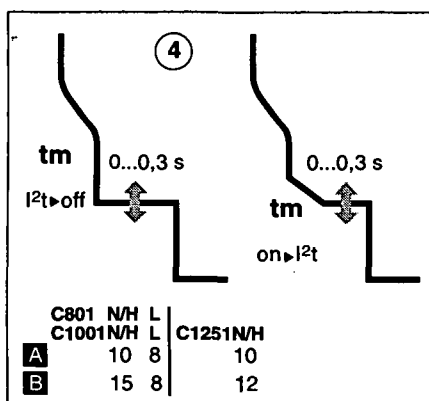 4
tm
0...0,3 s
I²t▸off
0...0,3 s
tm
on▸I²t
C801 N/H L
C1001N/H L C1251N/H
A 10 8 10
B 15 8 12